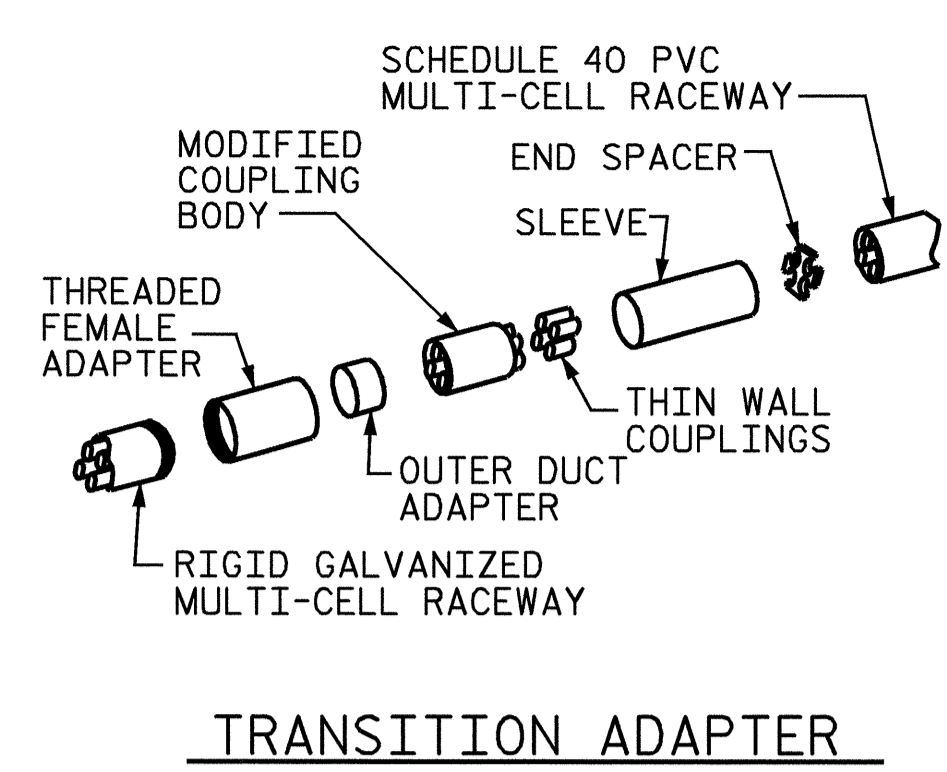 SCHEDULE 40 PVC
MULTI-CELL RACEWAY
MODIFIED
COUPLING
BODY
END SPACER
SLEEVE
THREADED
FEMALE
ADAPTER
THIN WALL
COUPLINGS
OUTER DUCT
ADAPTER
RIGID GALVANIZED
MULTI-CELL RACEWAY
TRANSITION ADAPTER